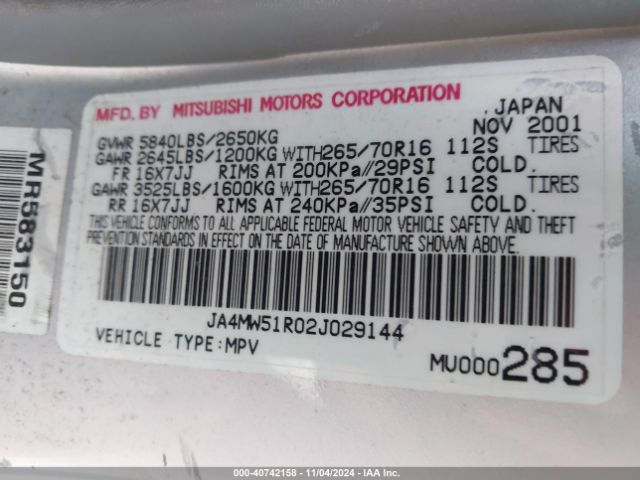 MFD. BY MITSUBISHI MOTORS CORPORATION JAPAN
GVWR 5840LBS/2650KG NOV 2001
GAWR 2645LBS/1200KG WITH265/70R16 112S TIRES
FR 16X7JJ RIMS AT 200KPa//29PSI COLD.
GAWR 3525LBS/1600KG WITH265/70R16 112S TIRES
RR 16X7JJ RIMS AT 240KPa//35PSI COLD.
THIS VEHICLE CONFORMS TO ALL APPLICABLE FEDERAL MOTOR VEHICLE SAFETY AND THEFT
PREVENTION STANDARDS IN EFFECT ON THE DATE OF MANUFACTURE SHOWN ABOVE.
JA4MW51R02J029144
VEHICLE TYPE:MPV
MU000285
MR583150
000-40742158 - 11/04/2024 - IAA Inc.